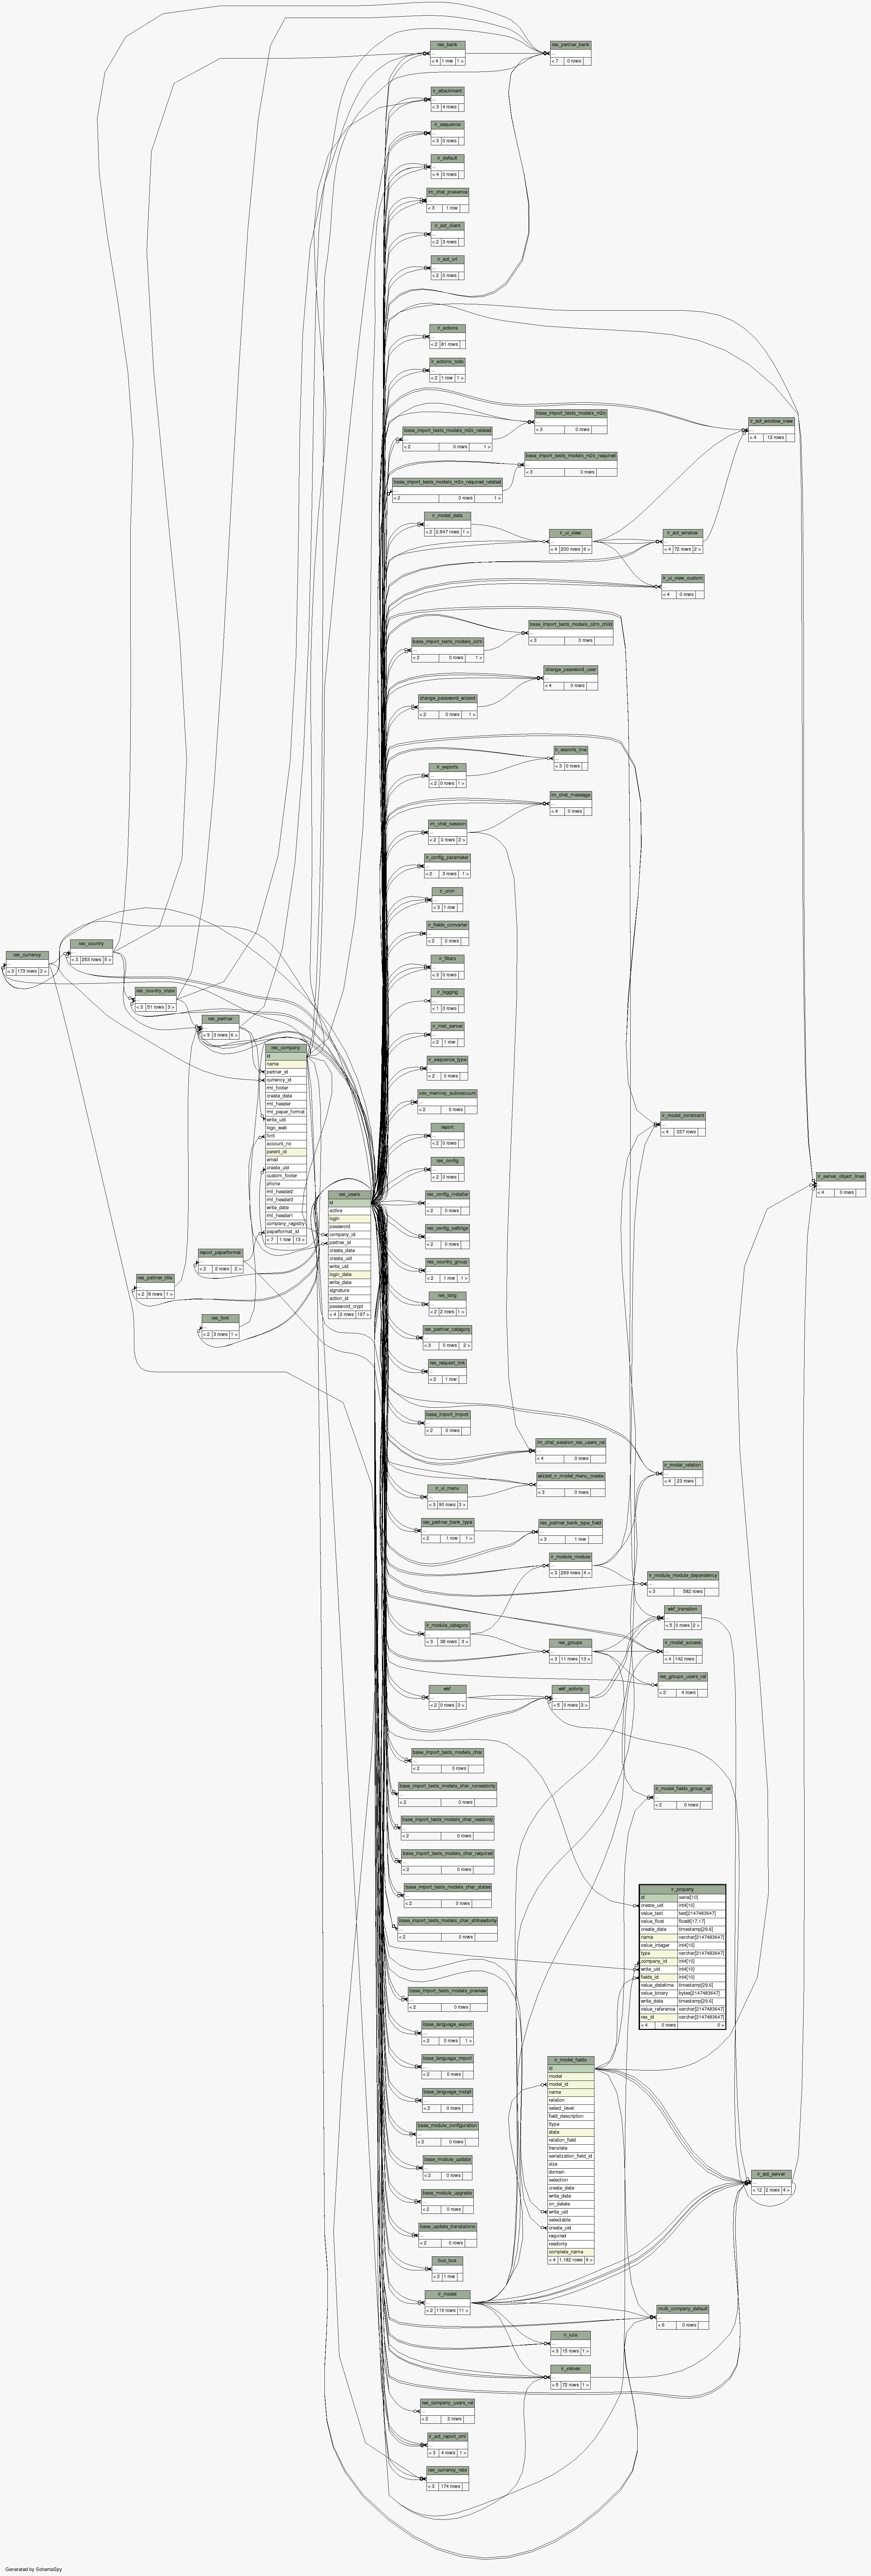 res_bank
...
< 4 1 row 1 >
res_partner_bank
...
< 7 0 rows
ir_attachment
...
< 3 4 rows
ir_sequence
...
< 3 0 rows
ir_default
...
< 4 0 rows
im_chat_presence
...
< 3 1 row
ir_act_client
...
< 2 3 rows
ir_act_url
...
< 2 0 rows
ir_actions
...
< 2 81 rows
ir_actions_todo
...
< 2 1 row 1 >
base_import_tests_models_m2o
...
< 3 0 rows
ir_act_window_view
...
< 4 12 rows
base_import_tests_models_m2o_related
...
< 2 0 rows 1 >
base_import_tests_models_m2o_required
...
< 3 0 rows
base_import_tests_models_m2o_required_related
...
< 2 0 rows 1 >
ir_model_data
...
< 2 2.847 rows 1 >
ir_ui_view
...
< 4 200 rows 6 >
ir_act_window
...
< 4 72 rows 2 >
ir_ui_view_custom
...
< 4 0 rows
base_import_tests_models_o2m_child
...
< 3 0 rows
base_import_tests_models_o2m
...
< 2 0 rows 1 >
change_password_user
...
< 4 0 rows
change_password_wizard
...
< 2 0 rows 1 >
ir_exports_line
...
< 3 0 rows
ir_exports
...
< 2 0 rows 1 >
im_chat_message
...
< 4 0 rows
im_chat_session
...
< 2 0 rows 2 >
ir_config_parameter
...
< 2 3 rows 1 >
ir_cron
...
< 3 1 row
ir_fields_converter
...
< 2 0 rows
ir_filters
...
< 3 0 rows
ir_logging
...
< 1 0 rows
ir_mail_server
...
< 2 1 row
ir_sequence_type
...
< 2 0 rows
osv_memory_autovacuum
...
< 2 0 rows
report
...
< 2 0 rows
res_config
...
< 2 0 rows
res_config_installer
...
< 2 0 rows
res_config_settings
...
< 2 0 rows
res_country_group
...
< 2 1 row 1 >
res_lang
...
< 2 2 rows 1 >
res_partner_category
...
< 3 0 rows 2 >
res_request_link
...
< 2 1 row
res_currency
...
< 3 173 rows 3 >
res_country
...
< 3 253 rows 5 >
res_country_state
...
< 3 51 rows 3 >
res_partner
...
< 9 3 rows 6 >
res_company
id
name
partner_id
currency_id
rml_footer
create_date
rml_header
rml_paper_format
write_uid
logo_web
font
account_no
parent_id
email
create_uid
custom_footer
phone
rml_header2
rml_header3
write_date
rml_header1
company_registry
paperformat_id
< 7 1 row 13 >
res_users
id
active
login
password
company_id
partner_id
create_date
create_uid
write_uid
login_date
write_date
signature
action_id
password_crypt
< 4 2 rows 197 >
report_paperformat
...
< 2 2 rows 2 >
res_partner_title
...
< 2 8 rows 1 >
res_font
...
< 2 3 rows 1 >
ir_model_constraint
...
< 4 337 rows
ir_server_object_lines
...
< 4 0 rows
base_import_import
...
< 2 0 rows
im_chat_session_res_users_rel
...
< 4 0 rows
ir_model_relation
...
< 4 23 rows
wizard_ir_model_menu_create
...
< 3 0 rows
ir_ui_menu
...
< 3 90 rows 3 >
res_partner_bank_type
...
< 2 1 row 1 >
res_partner_bank_type_field
...
< 3 1 row
ir_module_module
...
< 3 269 rows 4 >
ir_module_module_dependency
...
< 3 582 rows
wkf_transition
...
< 5 0 rows 2 >
ir_module_category
...
< 3 38 rows 3 >
res_groups
...
< 3 11 rows 13 >
ir_model_access
...
< 4 142 rows
res_groups_users_rel
...
< 2 4 rows
wkf
...
< 2 0 rows 3 >
wkf_activity
...
< 5 0 rows 3 >
base_import_tests_models_char
...
< 2 0 rows
base_import_tests_models_char_noreadonly
...
< 2 0 rows
ir_model_fields_group_rel
...
< 2 0 rows
base_import_tests_models_char_readonly
...
< 2 0 rows
base_import_tests_models_char_required
...
< 2 0 rows
base_import_tests_models_char_states
...
< 2 0 rows
base_import_tests_models_char_stillreadonly
...
< 2 0 rows
ir_property
id serial[10]
create_uid int4[10]
value_text text[2147483647]
value_float float8[17,17]
create_date timestamp[29,6]
name varchar[2147483647]
value_integer int4[10]
type varchar[2147483647]
company_id int4[10]
write_uid int4[10]
fields_id int4[10]
value_datetime timestamp[29,6]
value_binary bytea[2147483647]
write_date timestamp[29,6]
value_reference varchar[2147483647]
res_id varchar[2147483647]
< 4 0 rows 0 >
base_import_tests_models_preview
...
< 2 0 rows
base_language_export
...
< 2 0 rows 1 >
base_language_import
...
< 2 0 rows
base_language_install
...
< 2 0 rows
base_module_configuration
...
< 2 0 rows
base_module_update
...
< 2 0 rows
base_module_upgrade
...
< 2 0 rows
base_update_translations
...
< 2 0 rows
ir_model_fields
id
model
model_id
name
relation
select_level
field_description
ttype
state
relation_field
translate
serialization_field_id
size
domain
selection
create_date
write_date
on_delete
write_uid
selectable
create_uid
required
readonly
complete_name
< 4 1.182 rows 9 >
ir_act_server
...
< 12 2 rows 4 >
bus_bus
...
< 2 1 row
ir_model
...
< 2 119 rows 11 >
multi_company_default
...
< 6 0 rows
ir_rule
...
< 3 15 rows 1 >
ir_values
...
< 5 72 rows 1 >
res_company_users_rel
...
< 2 2 rows
ir_act_report_xml
...
< 3 4 rows 1 >
res_currency_rate
...
< 3 174 rows
Generated by SchemaSpy